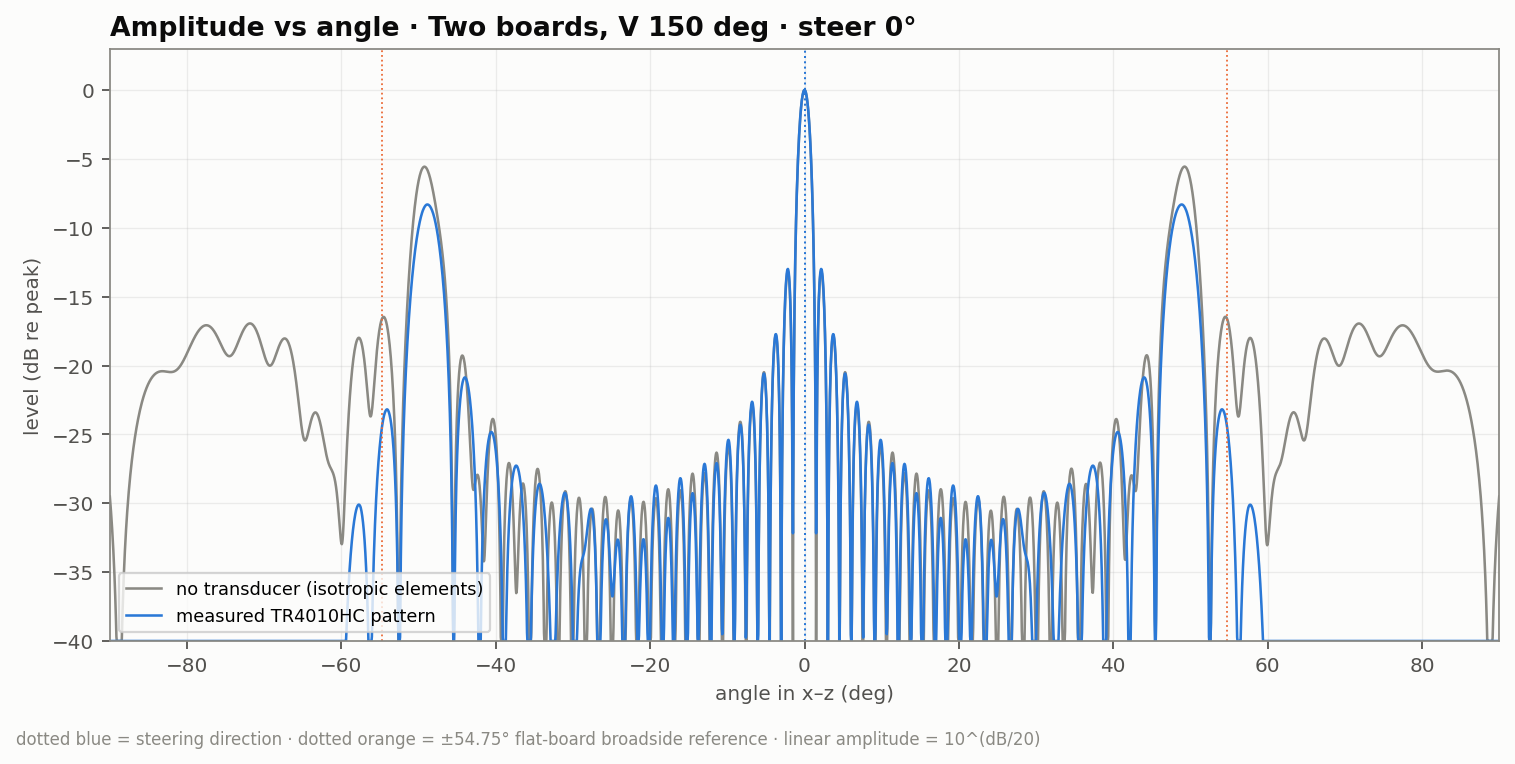 Amplitude vs angle · Two boards, V 150 deg · steer 0°
level (dB re peak)
0
−5
−10
−15
−20
−25
−30
−35
−40
no transducer (isotropic elements)
measured TR4010HC pattern
−80 −60 −40 −20 0 20 40 60 80
angle in x–z (deg)
dotted blue = steering direction · dotted orange = ±54.75° flat-board broadside reference · linear amplitude = 10^(dB/20)